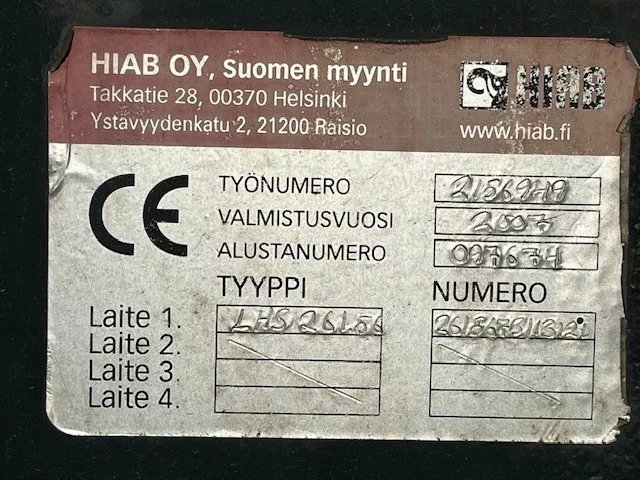 HIAB OY, Suomen myynti
Takkatie 28, 00370 Helsinki
Ystävyydenkatu 2, 21200 Raisio
HIAB
www.hiab.fi
CE
TYÖNUMERO
VALMISTUSVUOSI 2007
ALUSTANUMERO
TYYPPI NUMERO
Laite 1.
Laite 2.
Laite 3.
Laite 4.